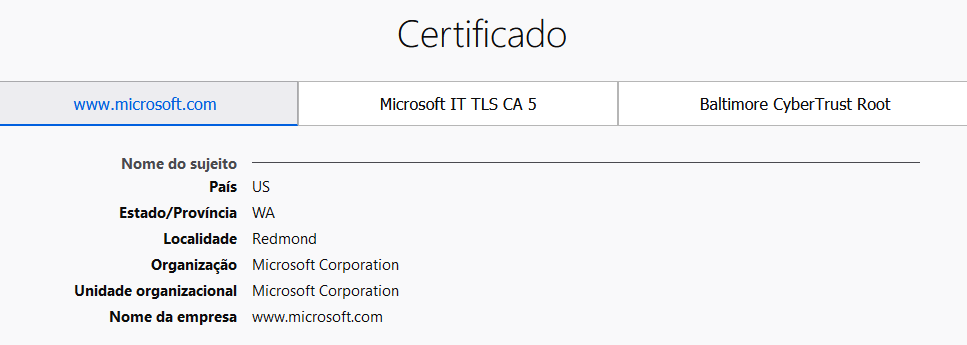 Certificado
www.microsoft.com Microsoft IT TLS CA 5 Baltimore CyberTrust Root
Nome do sujeito
País US
Estado/Província WA
Localidade Redmond
Organização Microsoft Corporation
Unidade organizacional Microsoft Corporation
Nome da empresa www.microsoft.com